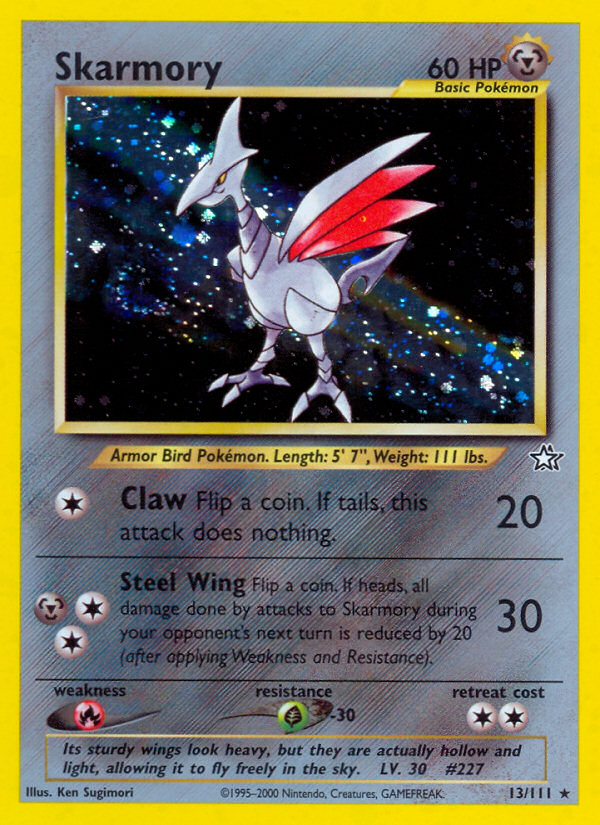 Skarmory
60 HP
Basic Pokémon
Armor Bird Pokémon. Length: 5' 7", Weight: 111 lbs.
Claw Flip a coin. If tails, this
attack does nothing.
20
Steel Wing Flip a coin. If heads, all
damage done by attacks to Skarmory during
your opponent's next turn is reduced by 20
(after applying Weakness and Resistance).
30
weakness
resistance
retreat cost
-30
Its sturdy wings look heavy, but they are actually hollow and
light, allowing it to fly freely in the sky. LV. 30 #227
Illus. Ken Sugimori
©1995-2000 Nintendo, Creatures, GAMEFREAK.
13/111 ★